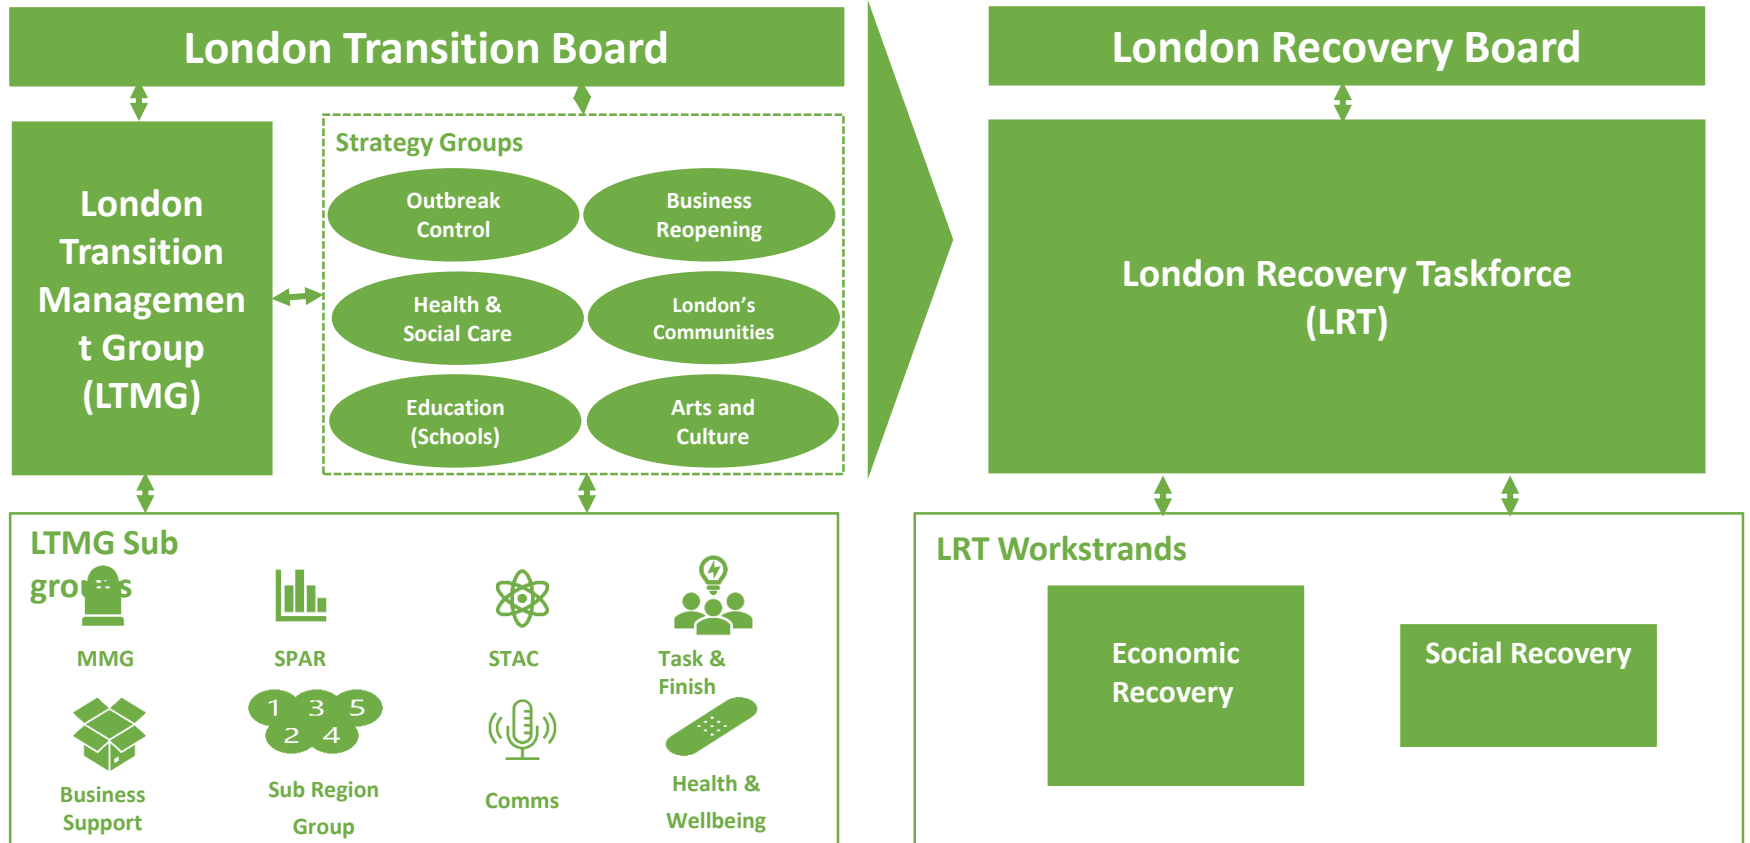 London Transition Board
London Recovery Board
London
Transition
Managemen
t Group
(LTMG)
Strategy Groups
Outbreak
Control
Business
Reopening
Health &
Social Care
London’s
Communities
Education
(Schools)
Arts and
Culture
London Recovery Taskforce
(LRT)
LTMG Sub
groups
MMG
SPAR
STAC
Task &
Finish
Business
Support
1 3 5
2 4
Sub Region
Group
Comms
Health &
Wellbeing
LRT Workstrands
Economic
Recovery
Social Recovery